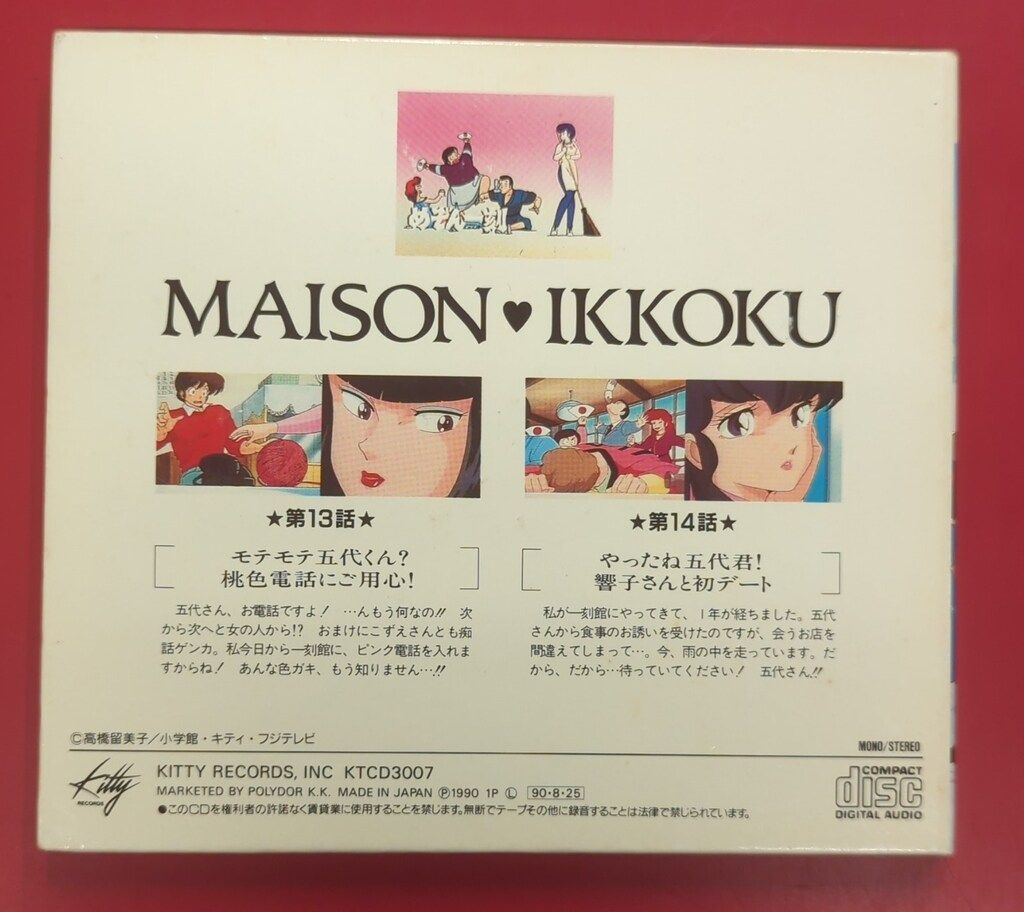 めぞん一刻
MAISON♥IKKOKU
★第13話★
モテモテ五代くん?
桃色電話にご用心!
五代さん、お電話ですよ! …んもう何なの!! 次
から次へと女の人から!? おまけにこずえさんとも痴
話ゲンカ。私今日から一刻館に、ピンク電話を入れま
すからね! あんな色ガキ、もう知りません…!!
★第14話★
やったね五代君!
響子さんと初デート
私が一刻館にやってきて、1年が経ちました。五代
さんから食事のお誘いを受けたのですが、会うお店を
間違えてしまって…。今、雨の中を走っています。だ
から、だから…待っていてください! 五代さん!!
©高橋留美子/小学館・キティ・フジテレビ
MONO/STEREO
Kitty
RECORDS
KITTY RECORDS, INC KTCD3007
MARKETED BY POLYDOR K.K. MADE IN JAPAN Ⓟ1990 1P Ⓛ 90・8・25
●このCDを権利者の許諾なく賃貸業に使用することを禁じます。無断でテープその他に録音することは法律で禁じられています。
COMPACT
disc
DIGITAL AUDIO